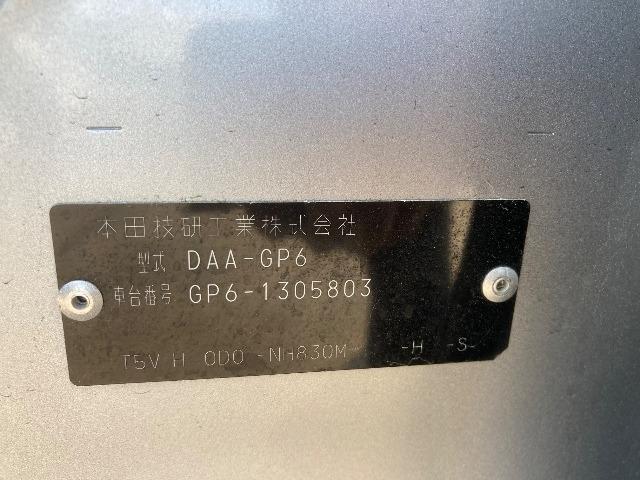 本田技研工業株式会社
型式 DAA-GP6
車台番号 GP6-1305803
T5V H 0D0 -NH830M- -H -S-